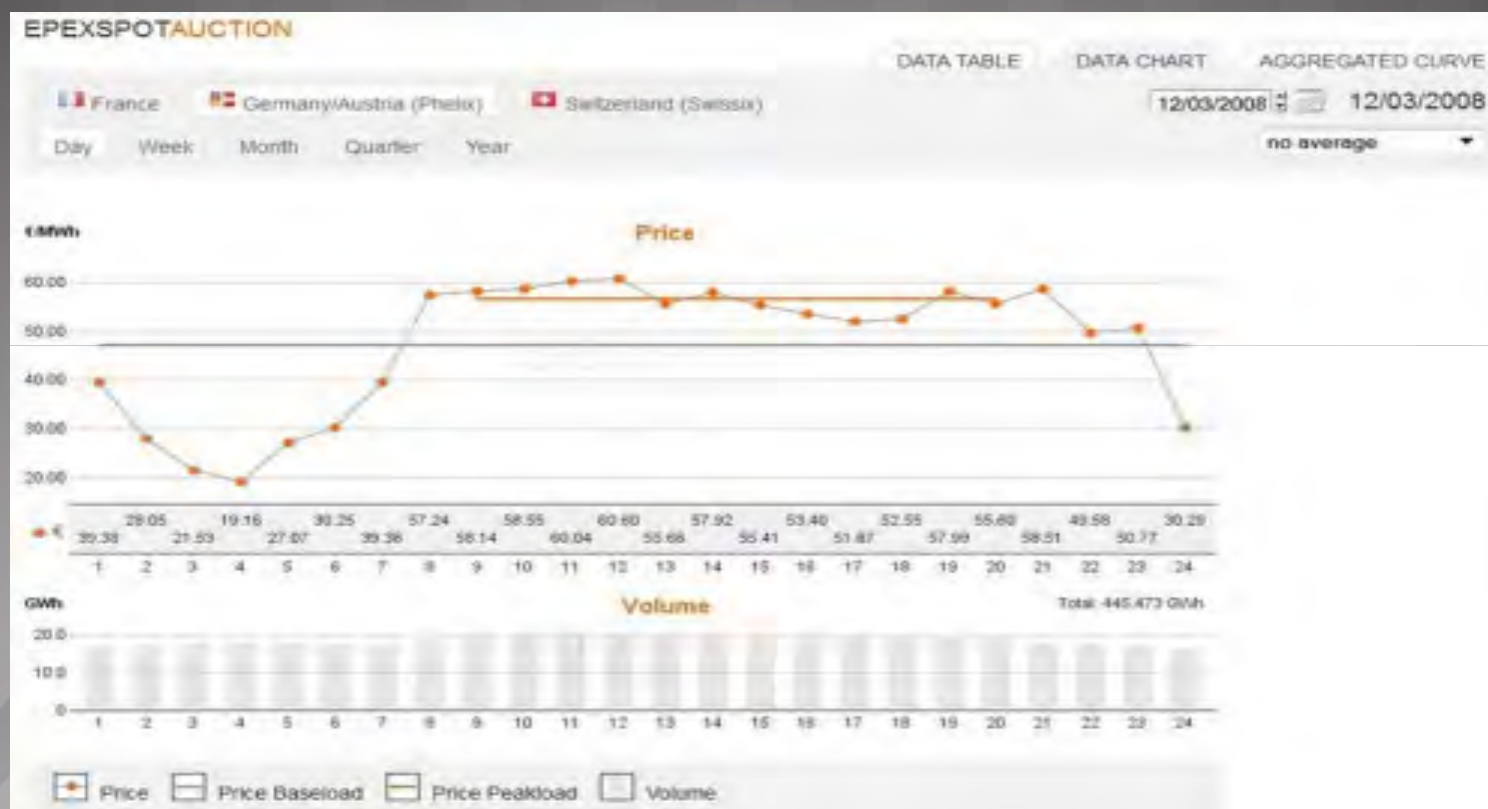 EPEXSPOTAUCTION
DATA TABLE DATA CHART AGGREGATED CURVE
France Germany/Austria (Phelix) Switzerland (Swissix)
12/03/2008 12/03/2008
Day Week Month Quarter Year
no average
€/MWh
Price
60.00
50.00
40.00
30.00
20.00
28.05 19.16 30.25 57.24 58.55 60.60 57.92 53.40 52.55 55.60 49.58 30.29
€ 39.38 21.53 27.07 39.36 58.14 60.04 55.66 55.41 51.87 57.99 58.51 50.77
1 2 3 4 5 6 7 8 9 10 11 12 13 14 15 16 17 18 19 20 21 22 23 24
GWh
Volume
Total: 445.473 GWh
20.0
10.0
0
1 2 3 4 5 6 7 8 9 10 11 12 13 14 15 16 17 18 19 20 21 22 23 24
Price Price Baseload Price Peakload Volume